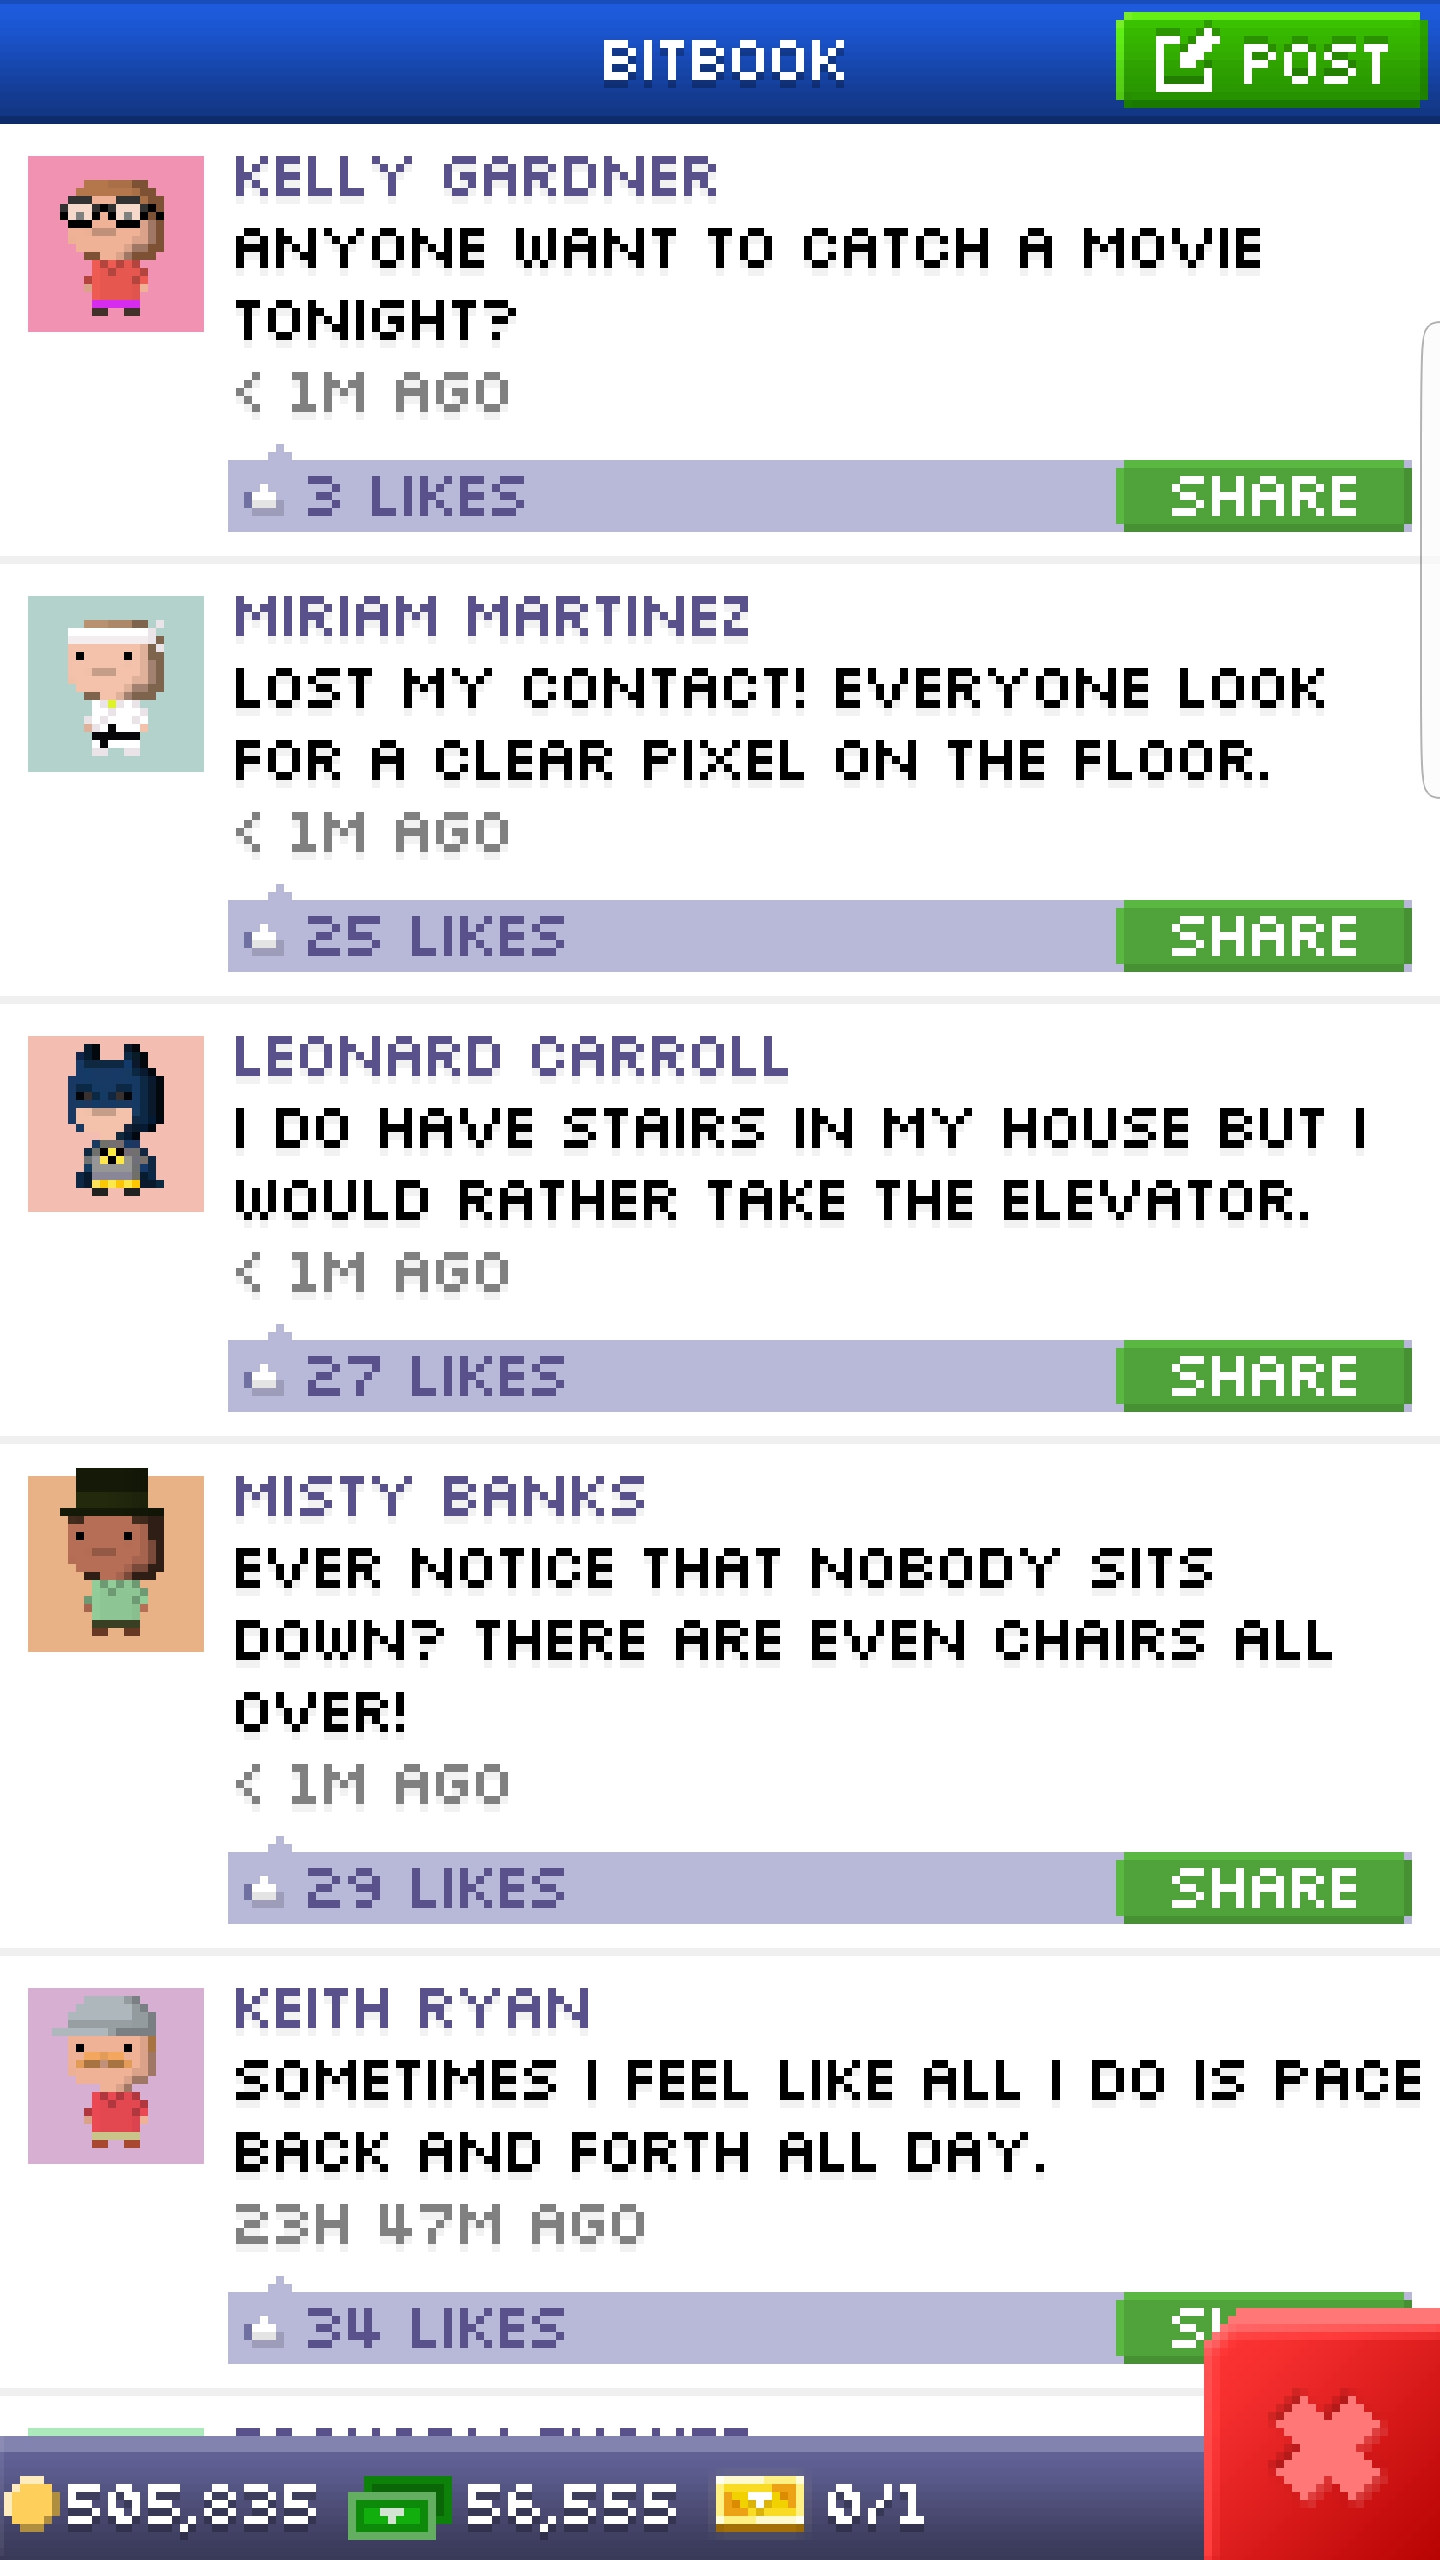 BITBOOK
POST
KELLY GARDNER
ANYONE WANT TO CATCH A MOVIE
TONIGHT?
< 1M AGO
3 LIKES
SHARE
MIRIAM MARTINEZ
LOST MY CONTACT! EVERYONE LOOK
FOR A CLEAR PIXEL ON THE FLOOR.
< 1M AGO
25 LIKES
SHARE
LEONARD CARROLL
I DO HAVE STAIRS IN MY HOUSE BUT I
WOULD RATHER TAKE THE ELEVATOR.
< 1M AGO
27 LIKES
SHARE
MISTY BANKS
EVER NOTICE THAT NOBODY SITS
DOWN? THERE ARE EVEN CHAIRS ALL
OVER!
< 1M AGO
29 LIKES
SHARE
KEITH RYAN
SOMETIMES I FEEL LIKE ALL I DO IS PACE
BACK AND FORTH ALL DAY.
23H 47M AGO
34 LIKES
505,835 56,555 0/1